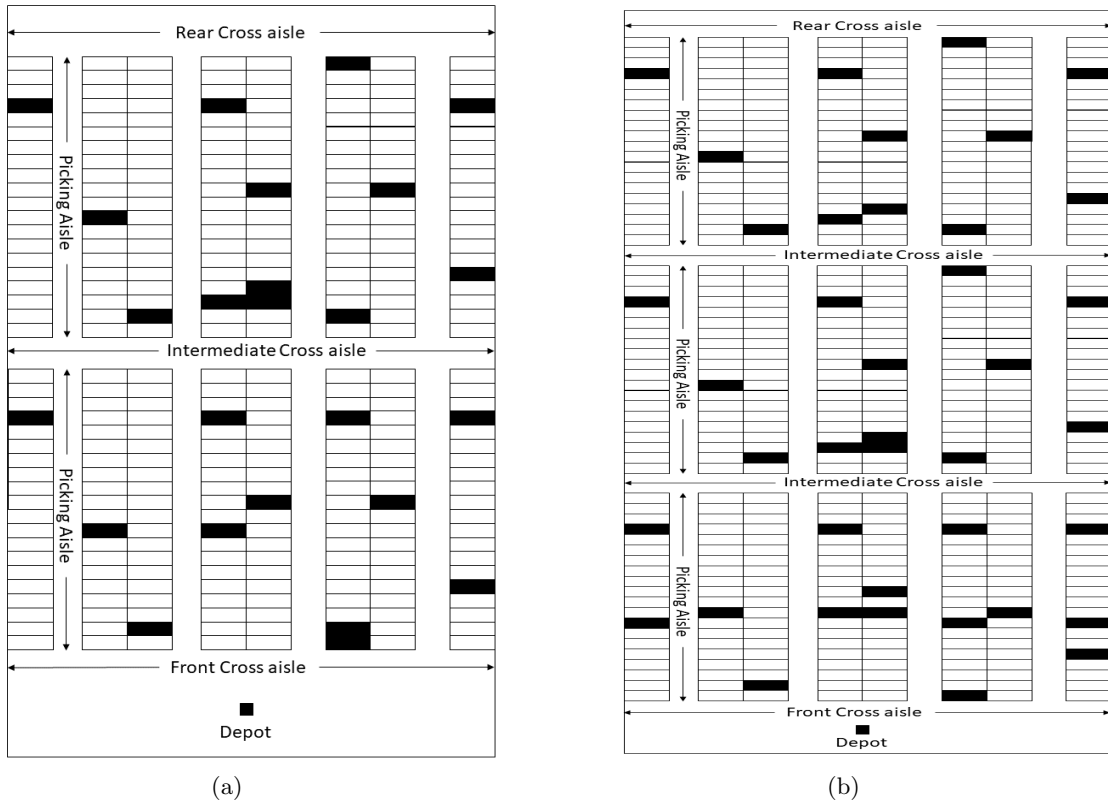 Rear Cross aisle
Picking Aisle
Intermediate Cross aisle
Picking Aisle
Front Cross aisle
Depot
(a)
Rear Cross aisle
Picking Aisle
Intermediate Cross aisle
Picking Aisle
Intermediate Cross aisle
Picking Aisle
Front Cross aisle
Depot
(b)